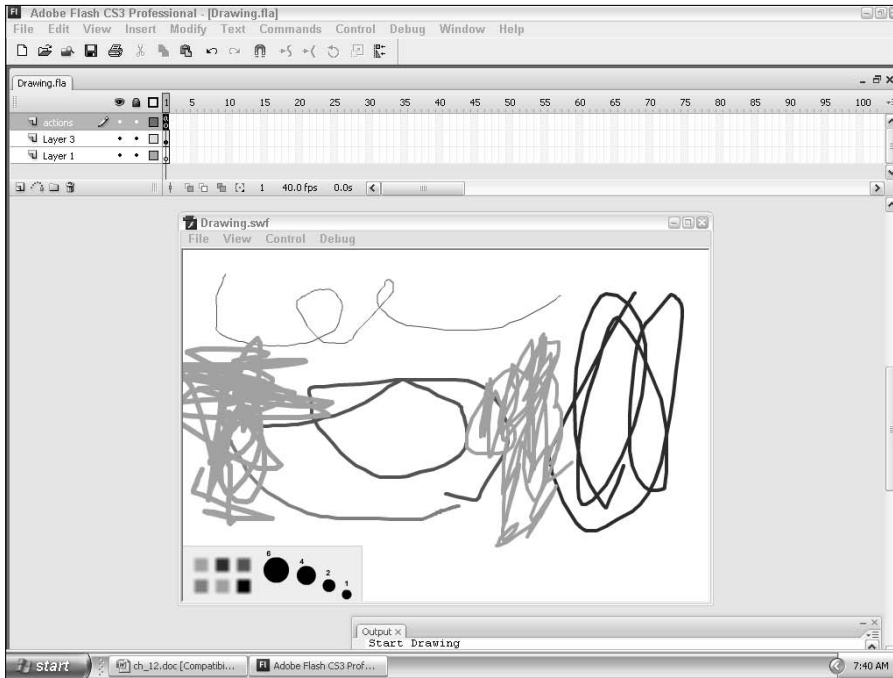 Adobe Flash CS3 Professional - [Drawing.fla]
File Edit View Insert Modify Text Commands Control Debug Window Help
Drawing.fla
1 5 10 15 20 25 30 35 40 45 50 55 60 65 70 75 80 85 90 95 100
actions
Layer 3
Layer 1
1 40.0 fps 0.0s
Drawing.swf
File View Control Debug
6 4 2 1
Output
Start Drawing
start ch_12.doc [Compatibi... Adobe Flash CS3 Prof... 7:40 AM